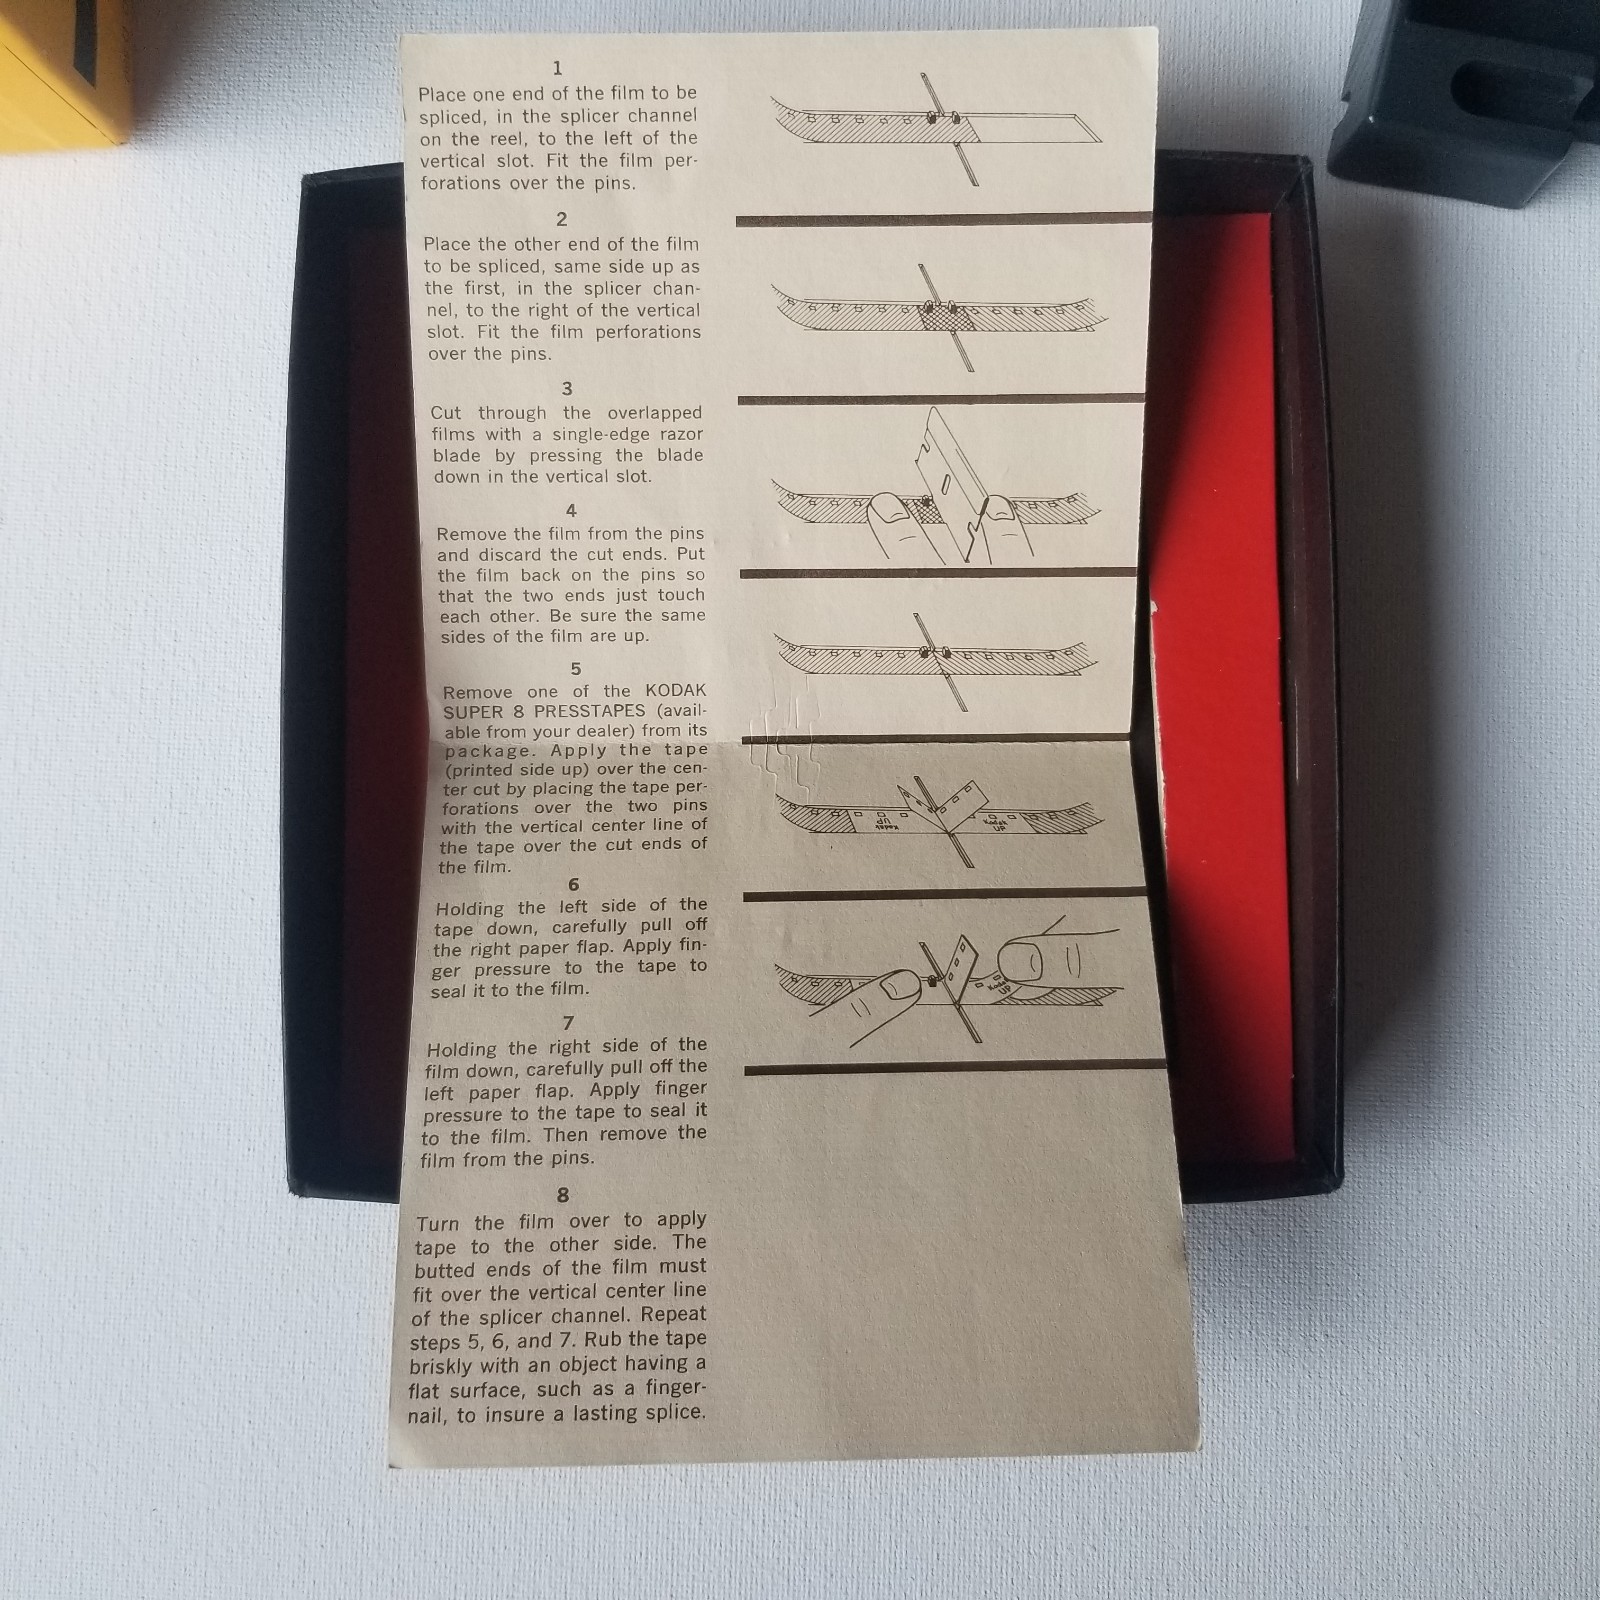 1
Place one end of the film to be
spliced, in the splicer channel
on the reel, to the left of the
vertical slot. Fit the film per-
forations over the pins.
2
Place the other end of the film
to be spliced, same side up as
the first, in the splicer chan-
nel, to the right of the vertical
slot. Fit the film perforations
over the pins.
3
Cut through the overlapped
films with a single-edge razor
blade by pressing the blade
down in the vertical slot.
4
Remove the film from the pins
and discard the cut ends. Put
the film back on the pins so
that the two ends just touch
each other. Be sure the same
sides of the film are up.
5
Remove one of the KODAK
SUPER 8 PRESSTAPES (avail-
able from your dealer) from its
package. Apply the tape
(printed side up) over the cen-
ter cut by placing the tape per-
forations over the two pins
with the vertical center line of
the tape over the cut ends of
the film.
6
Holding the left side of the
tape down, carefully pull off
the right paper flap. Apply fin-
ger pressure to the tape to
seal it to the film.
7
Holding the right side of the
film down, carefully pull off the
left paper flap. Apply finger
pressure to the tape to seal it
to the film. Then remove the
film from the pins.
8
Turn the film over to apply
tape to the other side. The
butted ends of the film must
fit over the vertical center line
of the splicer channel. Repeat
steps 5, 6, and 7. Rub the tape
briskly with an object having a
flat surface, such as a finger-
nail, to insure a lasting splice.
Kodak
UP
Kodak
UP
Kodak
UP